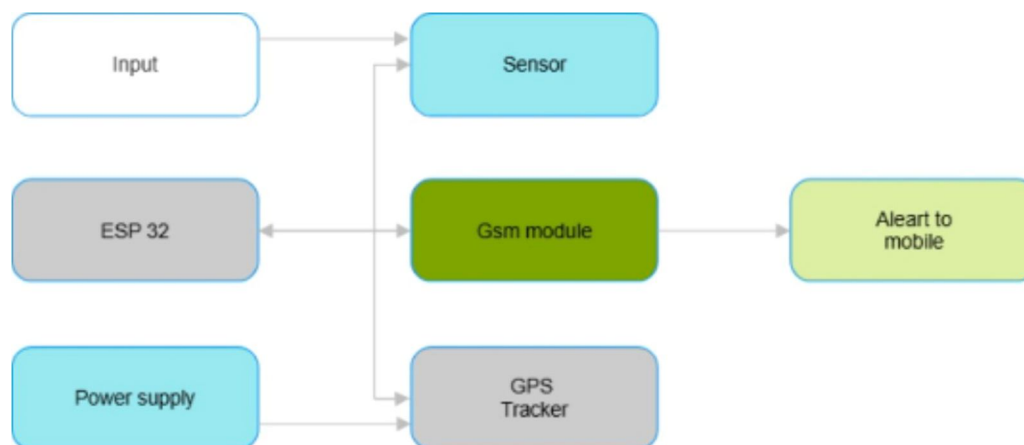 Input
Sensor
ESP 32
Gsm module
Aleart to
mobile
Power supply
GPS
Tracker